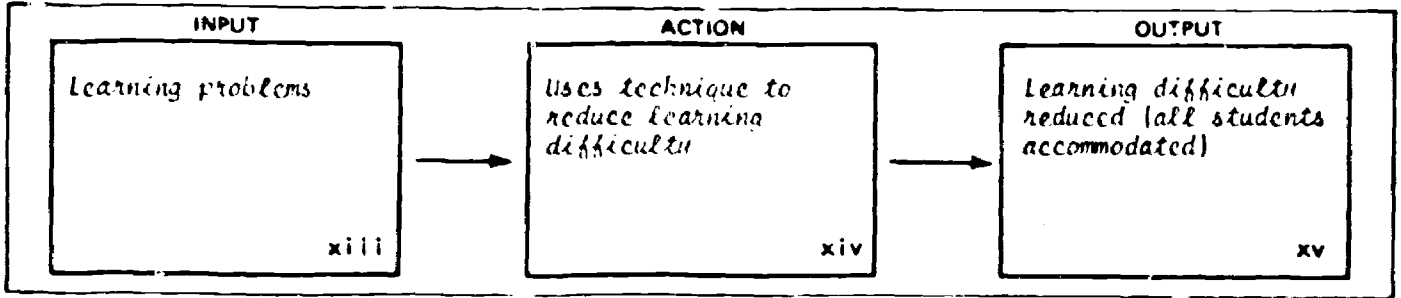 INPUT
Learning problems
xiii
ACTION
Uses technique to
reduce learning
difficulty
xiv
OUTPUT
Learning difficulty
reduced (all students
accommodated)
xv